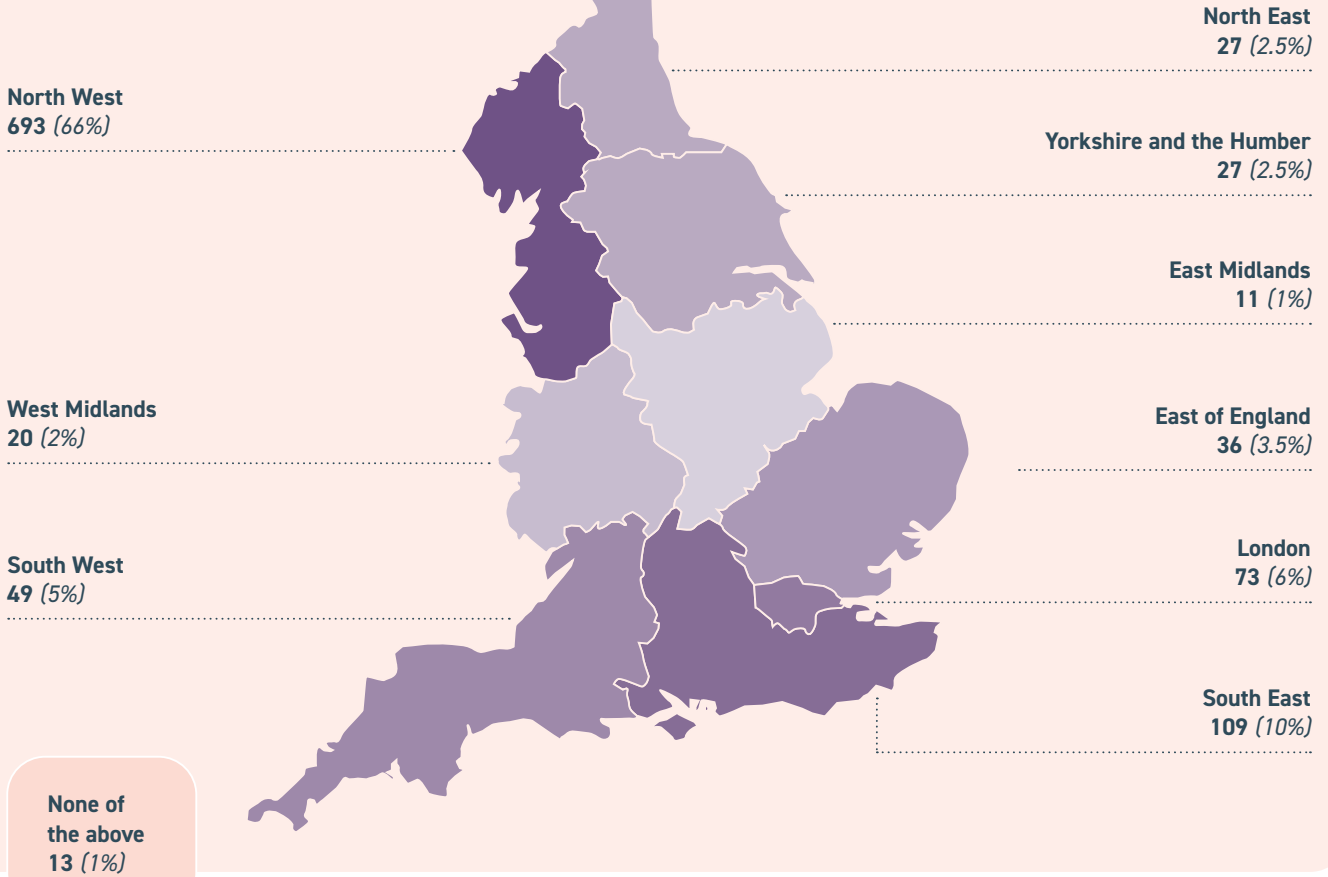 North East
27 (2.5%)
North West
693 (66%)
Yorkshire and the Humber
27 (2.5%)
East Midlands
11 (1%)
West Midlands
20 (2%)
East of England
36 (3.5%)
South West
49 (5%)
London
73 (6%)
South East
109 (10%)
None of
the above
13 (1%)